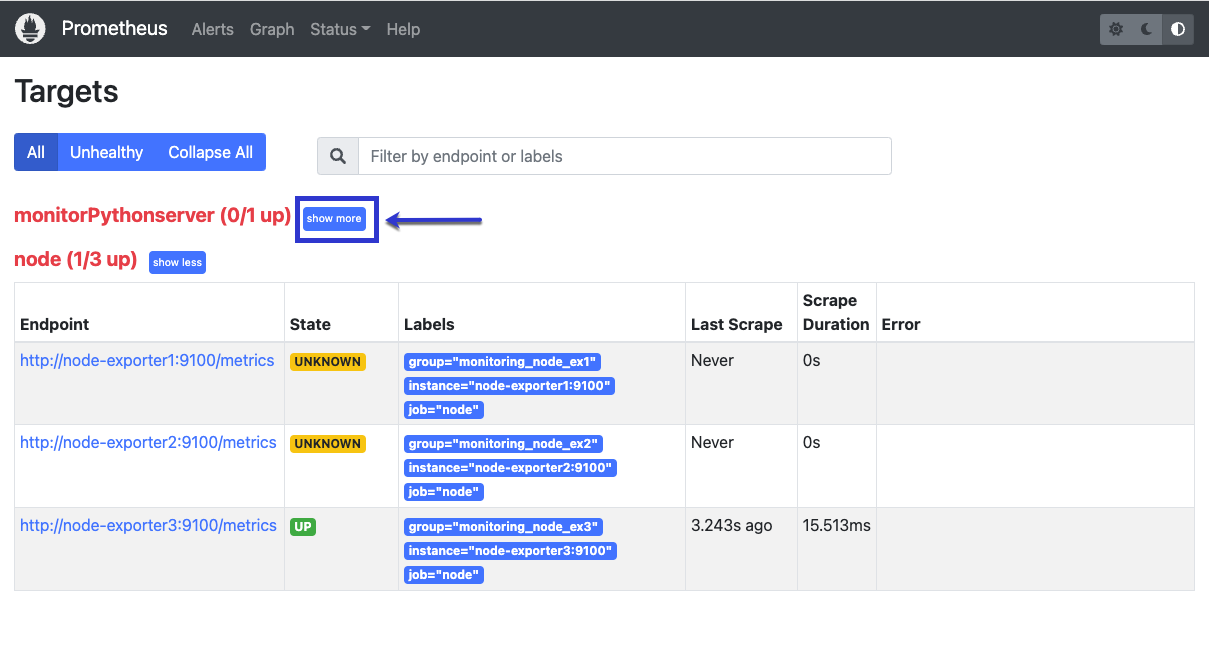 Prometheus Alerts Graph Status Help
Targets
All Unhealthy Collapse All
Filter by endpoint or labels
monitorPythonserver (0/1 up) show more
node (1/3 up) show less
Endpoint State Labels Last Scrape Scrape Duration Error
http://node-exporter1:9100/metrics UNKNOWN group="monitoring_node_ex1" Never 0s
instance="node-exporter1:9100"
job="node"
http://node-exporter2:9100/metrics UNKNOWN group="monitoring_node_ex2" Never 0s
instance="node-exporter2:9100"
job="node"
http://node-exporter3:9100/metrics UP group="monitoring_node_ex3" 3.243s ago 15.513ms
instance="node-exporter3:9100"
job="node"